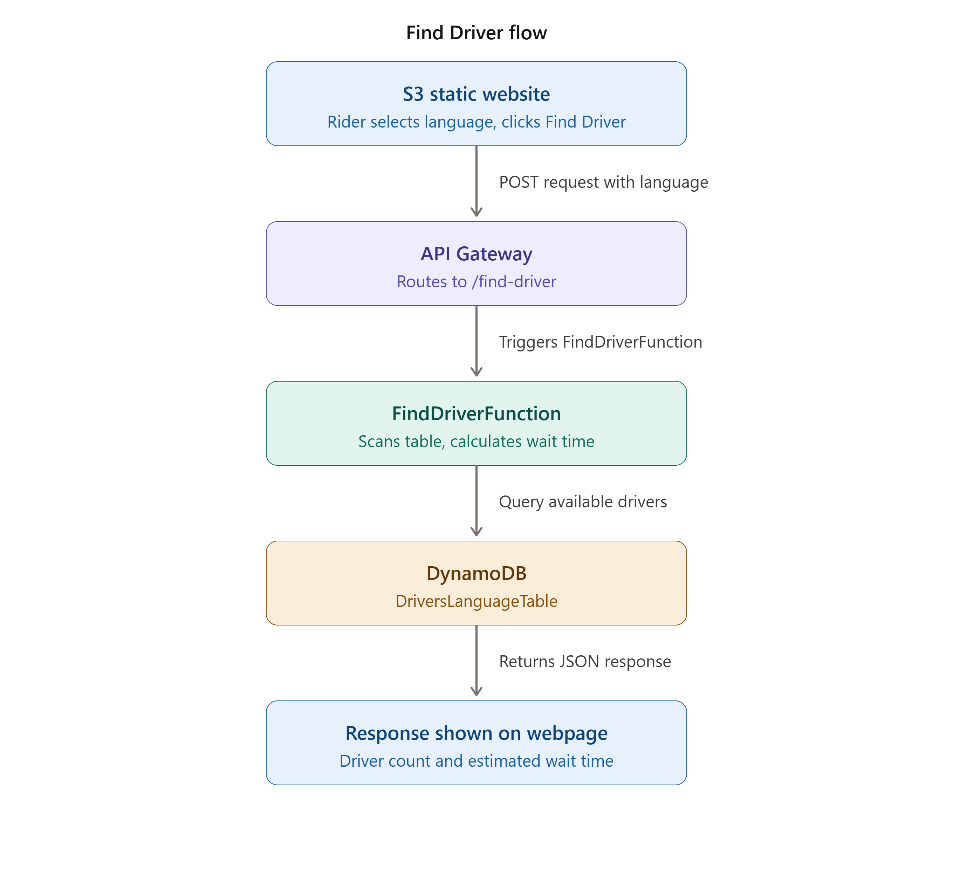 Find Driver flow
S3 static website
Rider selects language, clicks Find Driver
POST request with language
API Gateway
Routes to /find-driver
Triggers FindDriverFunction
FindDriverFunction
Scans table, calculates wait time
Query available drivers
DynamoDB
DriversLanguageTable
Returns JSON response
Response shown on webpage
Driver count and estimated wait time